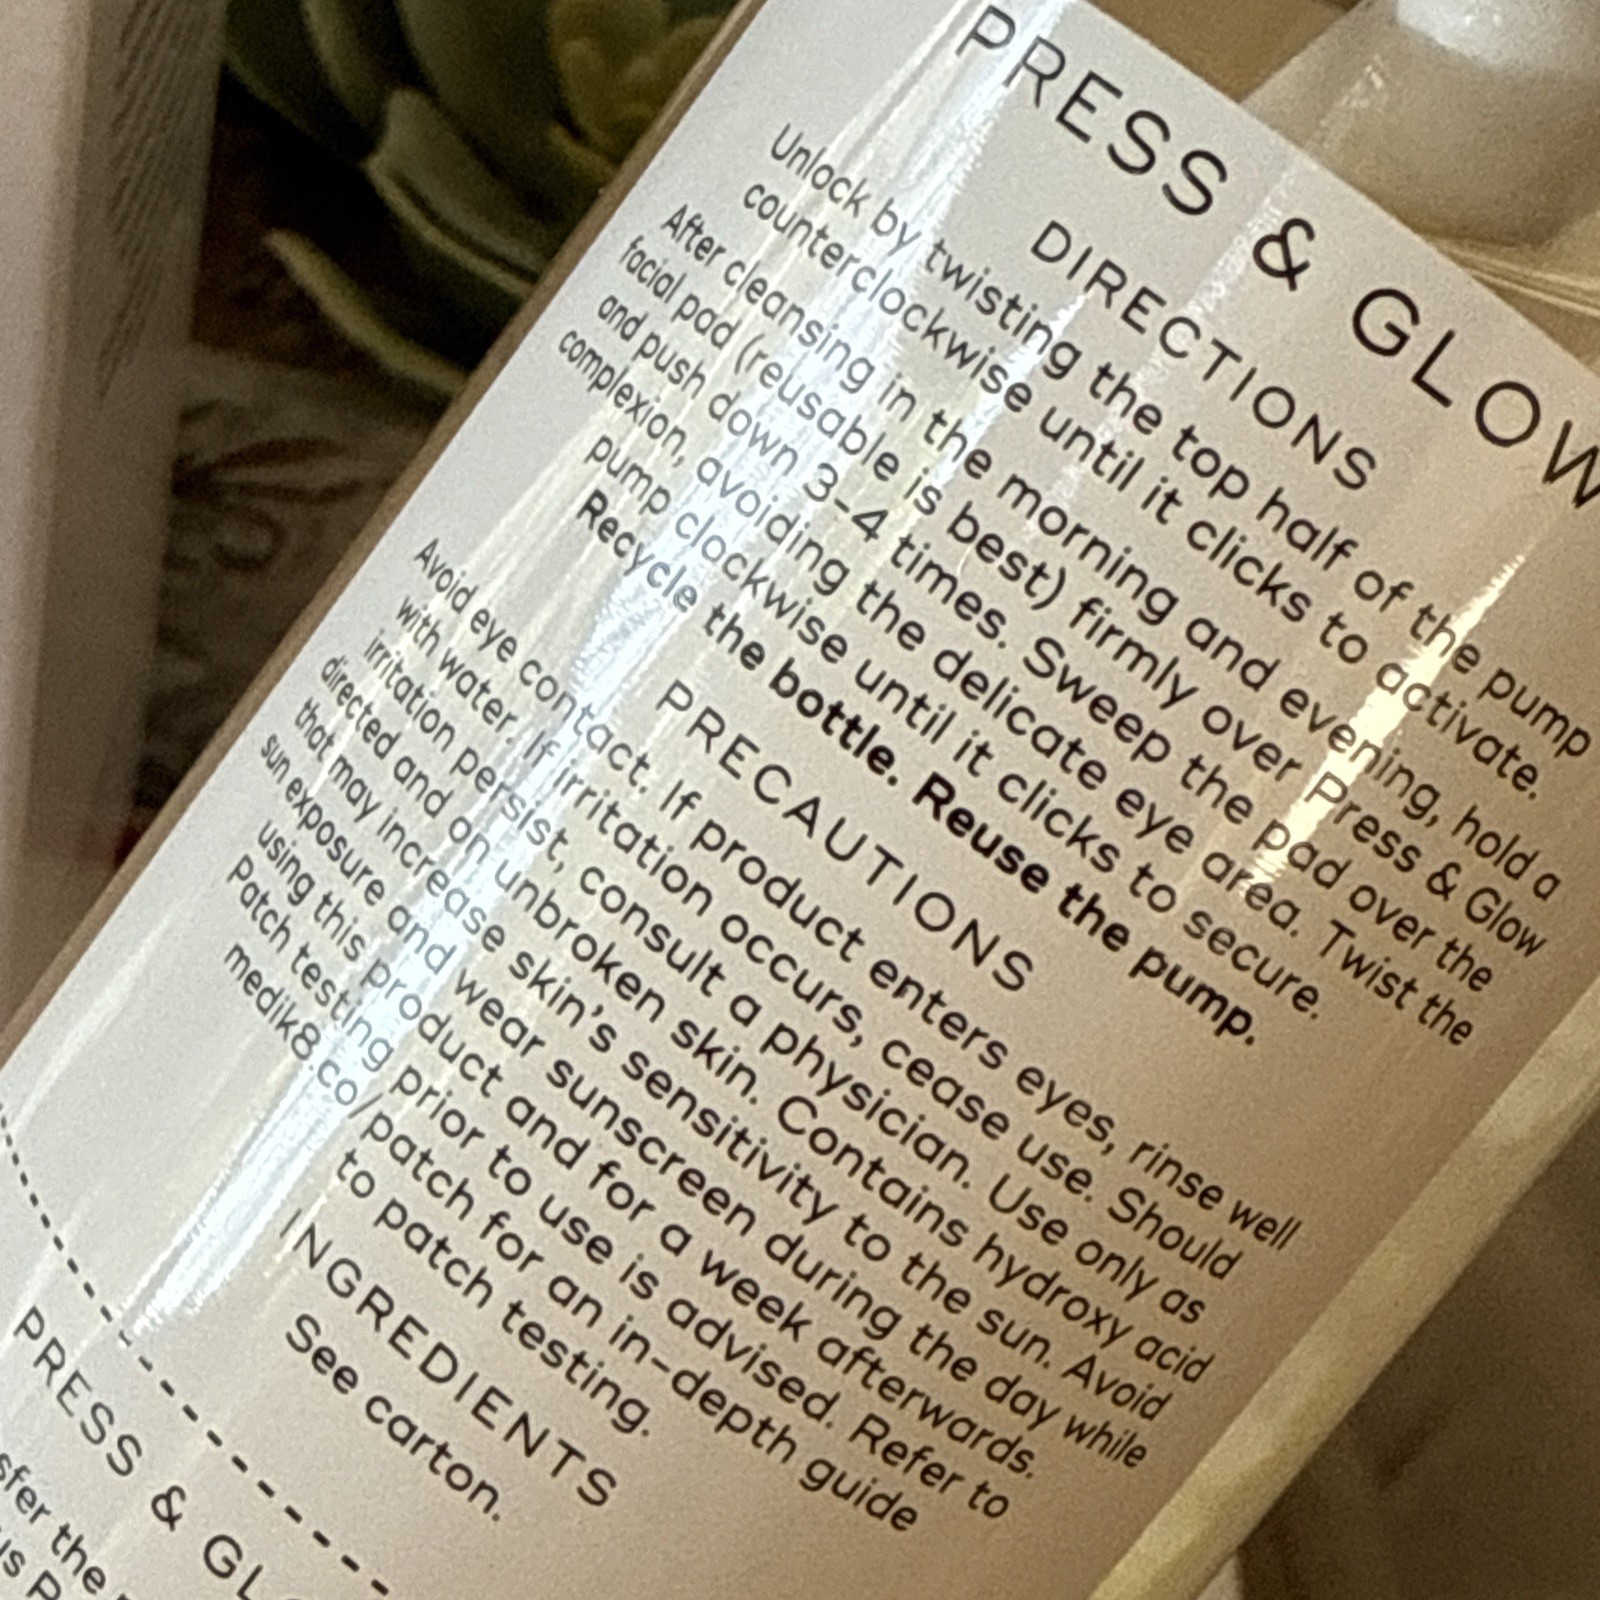 PRESS & GLOW
DIRECTIONS
Unlock by twisting the top half of the pump
counterclockwise until it clicks to activate.
After cleansing in the morning and evening, hold a
facial pad (reusable is best) firmly over Press & Glow
and push down 3-4 times. Sweep the pad over the
complexion, avoiding the delicate eye area. Twist the
pump clockwise until it clicks to secure.
Recycle the bottle. Reuse the pump.
PRECAUTIONS
Avoid eye contact. If product enters eyes, rinse well
with water. If irritation occurs, cease use. Should
irritation persist, consult a physician. Use only as
directed and on unbroken skin. Contains hydroxy acid
that may increase skin's sensitivity to the sun. Avoid
sun exposure and wear sunscreen during the day while
using this product and for a week afterwards.
Patch testing prior to use is advised. Refer to
medik8.co/patch for an in-depth guide
to patch testing.
INGREDIENTS
See carton.
PRESS & GLO
sfer the
us